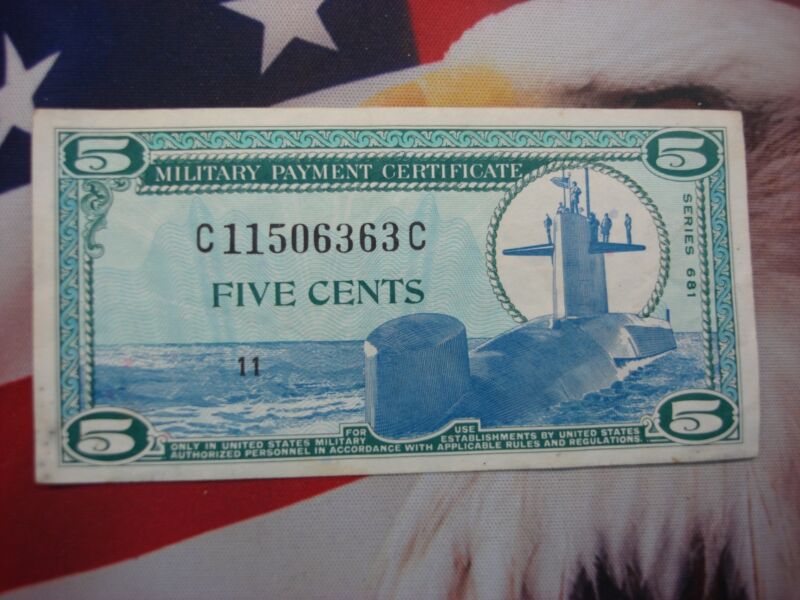 5 5
MILITARY PAYMENT CERTIFICATE
SERIES 681
C11506363C
FIVE CENTS
11
5 5
FOR USE
ONLY IN UNITED STATES MILITARY ESTABLISHMENTS BY UNITED STATES
AUTHORIZED PERSONNEL IN ACCORDANCE WITH APPLICABLE RULES AND REGULATIONS.